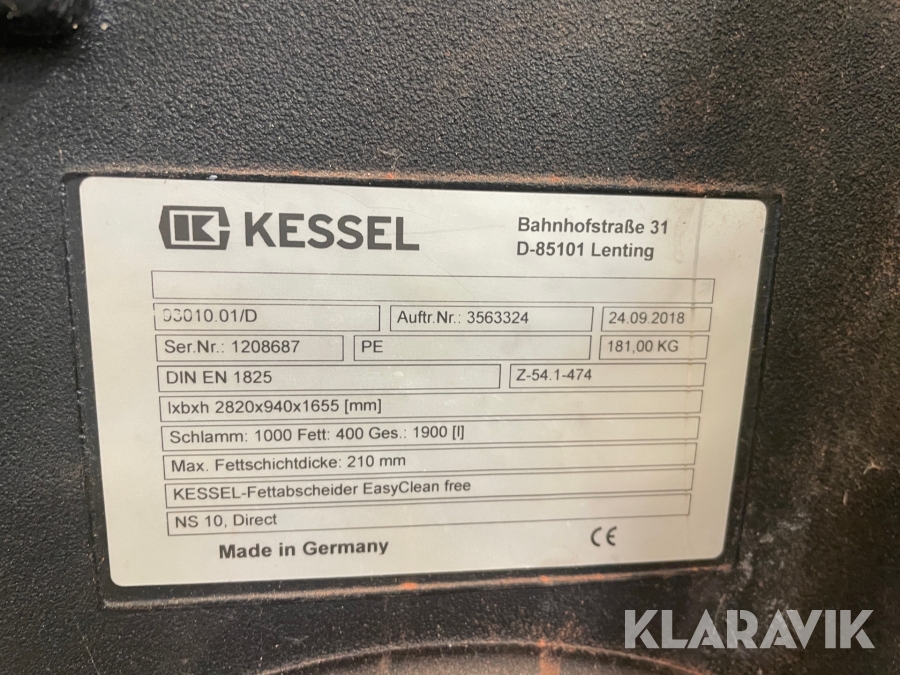 KESSEL
Bahnhofstraße 31
D-85101 Lenting
93010.01/D
Auftr.Nr.: 3563324
24.09.2018
Ser.Nr.: 1208687
PE
181,00 KG
DIN EN 1825
Z-54.1-474
lxbxh 2820x940x1655 [mm]
Schlamm: 1000 Fett: 400 Ges.: 1900 [l]
Max. Fettschichtdicke: 210 mm
KESSEL-Fettabscheider EasyClean free
NS 10, Direct
Made in Germany
CE
KLARAVIK